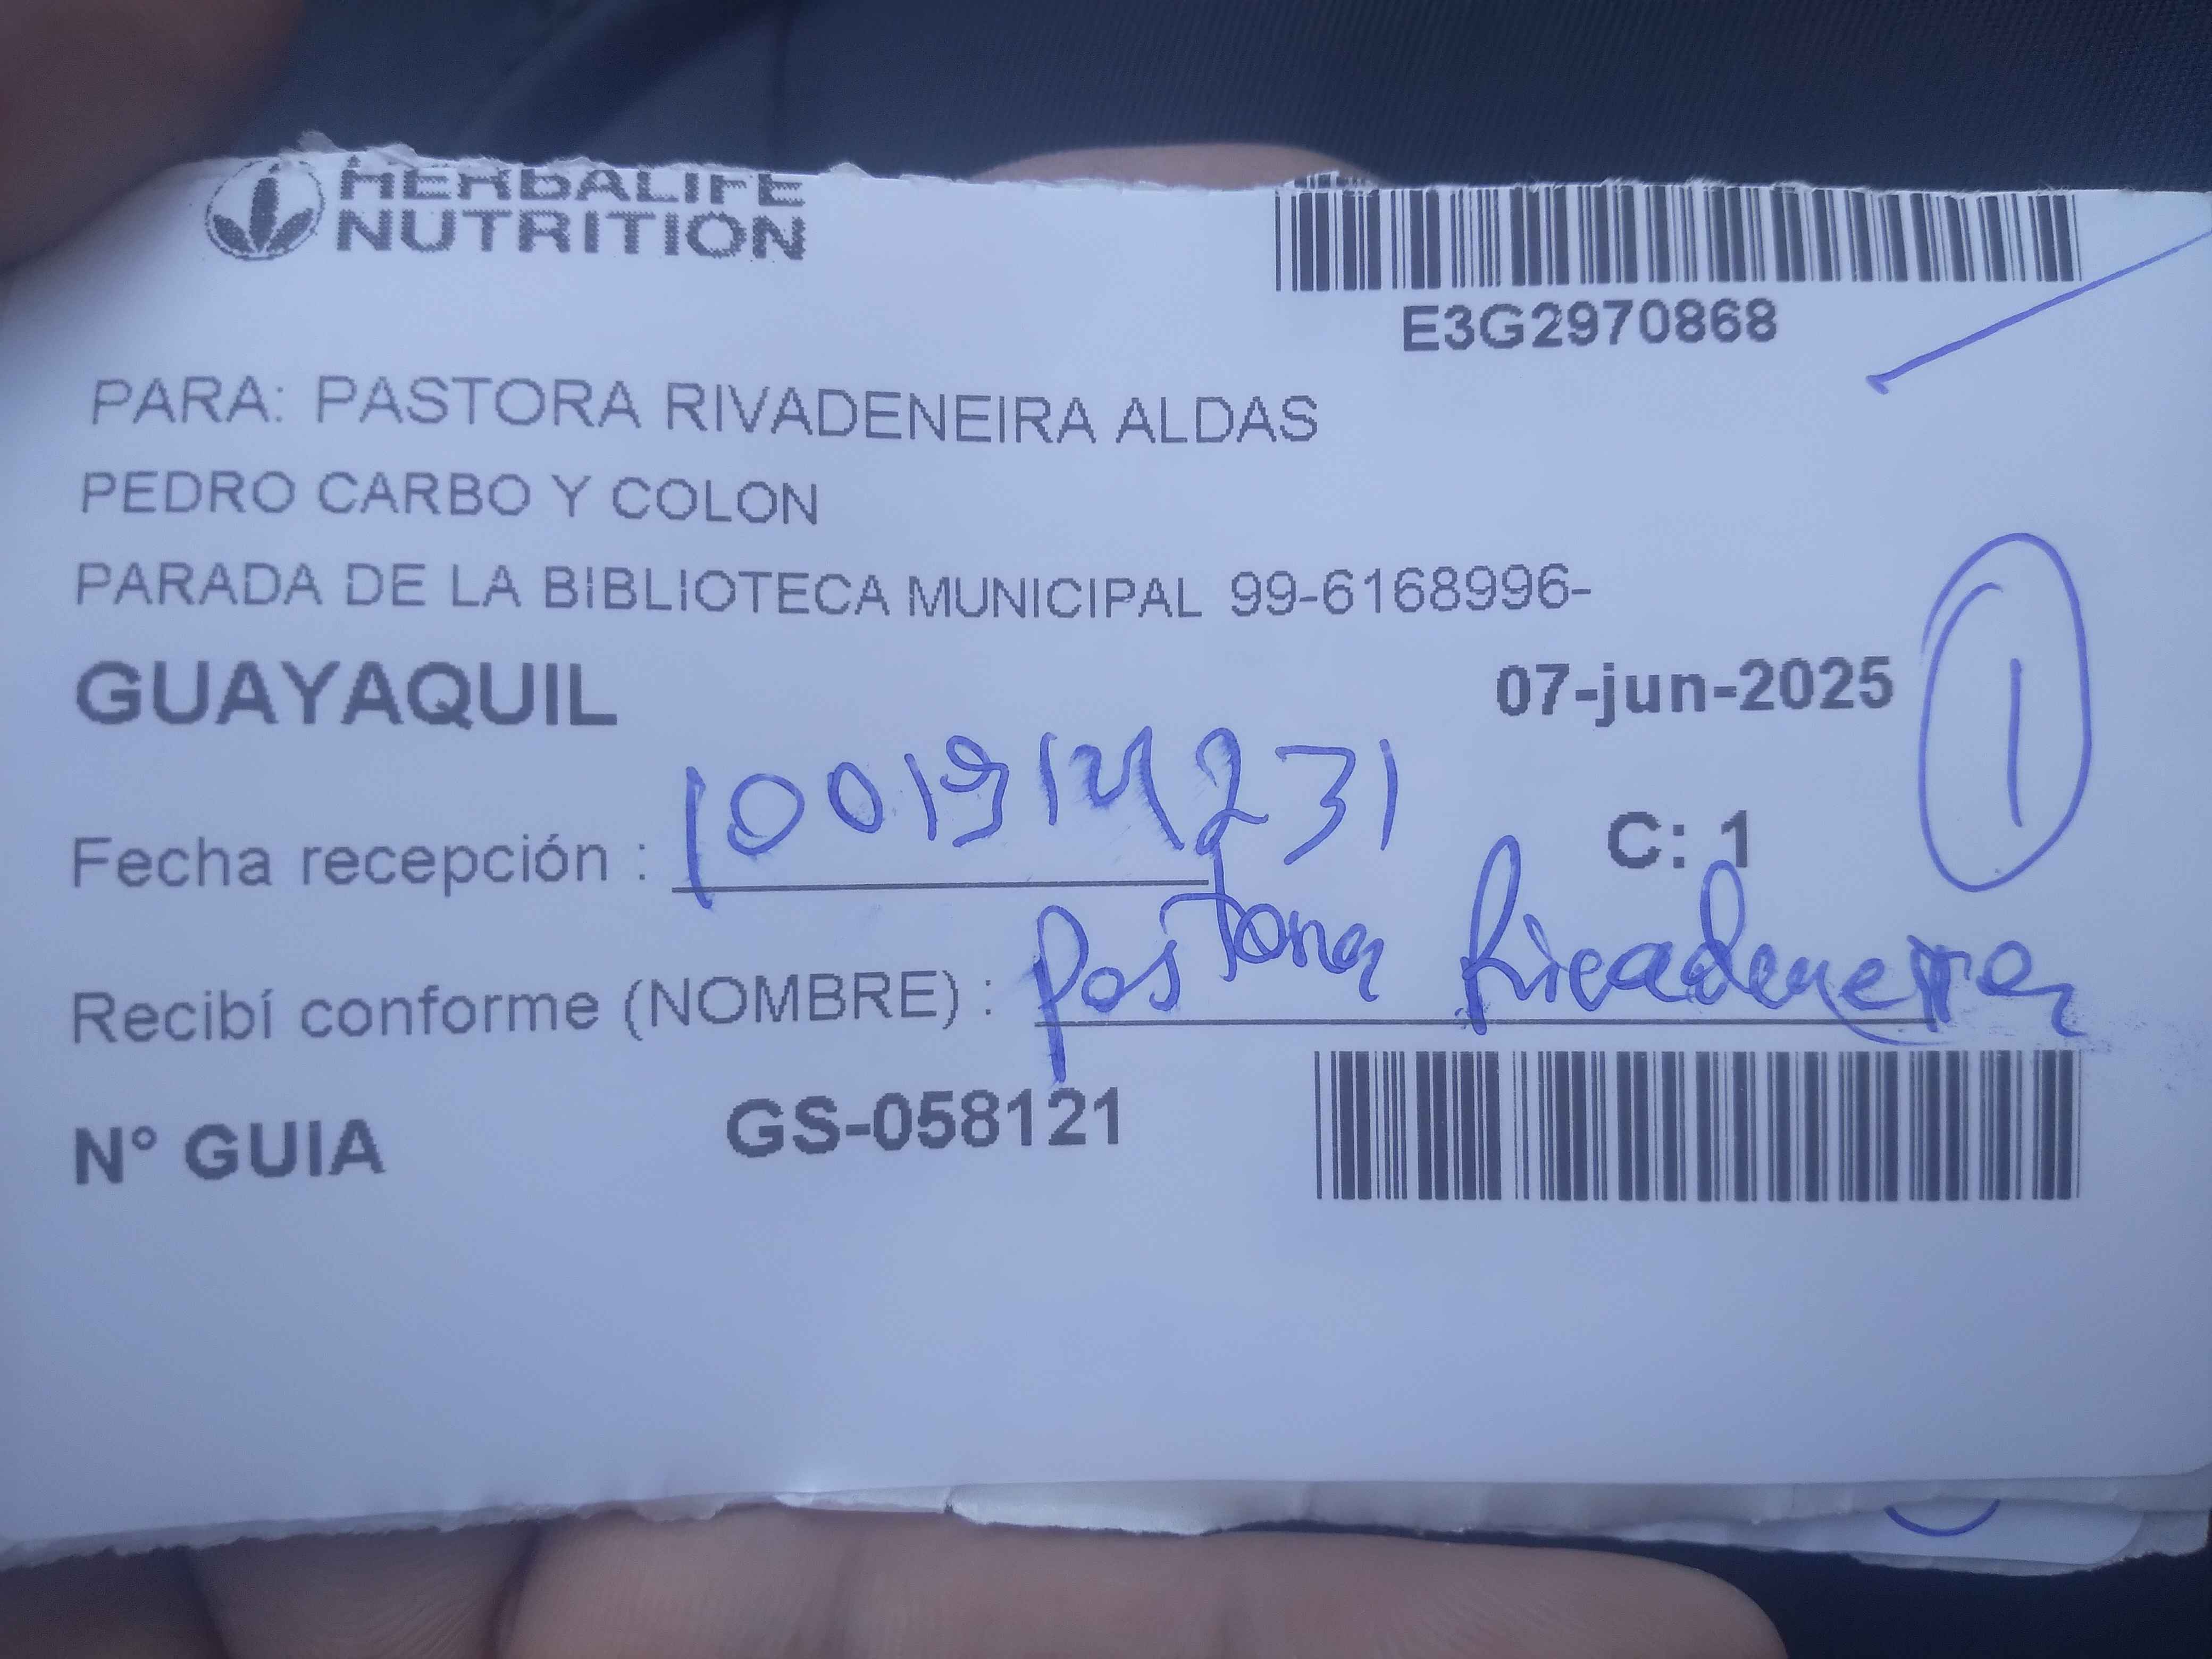 HERBALIFE
NUTRITION
E3G2970868
PARA: PASTORA RIVADENEIRA ALDAS
PEDRO CARBO Y COLON
PARADA DE LA BIBLIOTECA MUNICIPAL 99-6168996-
GUAYAQUIL 07-jun-2025
1
Fecha recepción : C: 1
Recibí conforme (NOMBRE) : Pastora Rivadeneira
N° GUIA GS-058121